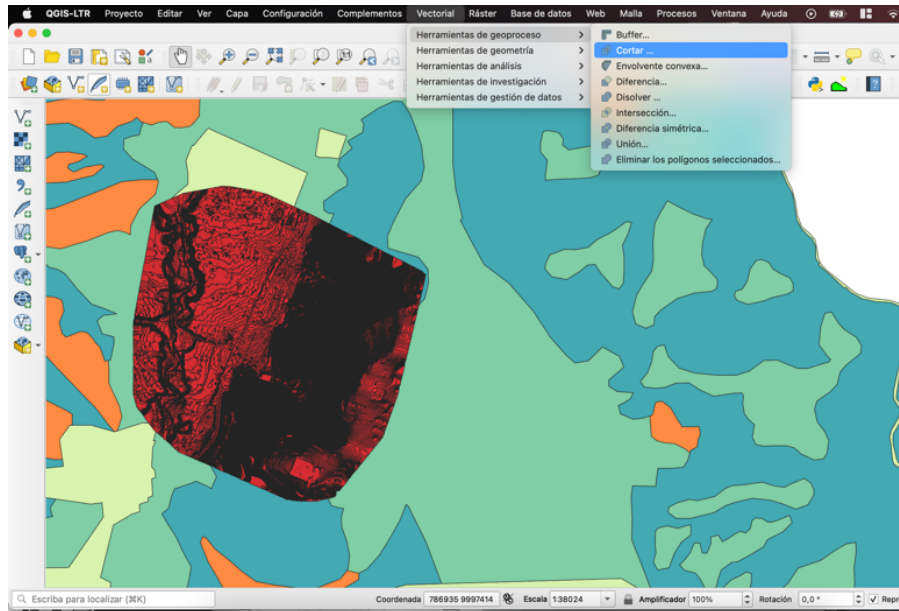 QGIS-LTR Proyecto Editar Ver Capa Configuración Complementos Vectorial Ráster Base de datos Web Malla Procesos Ventana Ayuda
Herramientas de geoproceso
Herramientas de geometría
Herramientas de análisis
Herramientas de investigación
Herramientas de gestión de datos
Buffer...
Cortar ...
Envolvente convexa...
Diferencia...
Disolver ...
Intersección...
Diferencia simétrica...
Unión...
Eliminar los polígonos seleccionados...
Escriba para localizar (⌘K) Coordenada 786935 9997414 Escala 1:38024 Amplificador 100% Rotación 0,0 ° Repr